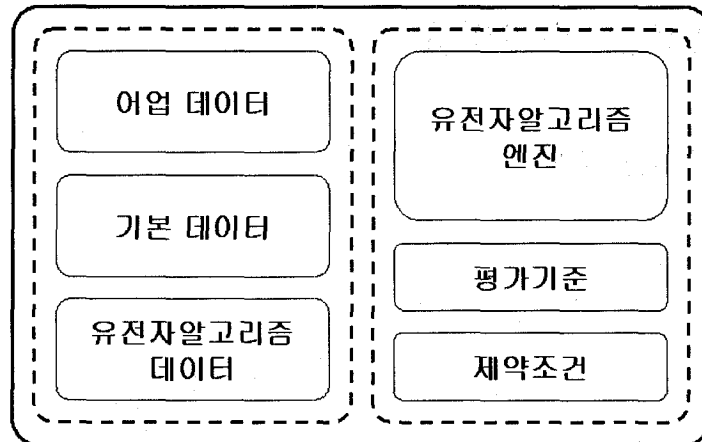 어업 데이터
기본 데이터
유전자알고리즘
데이터
유전자알고리즘
엔진
평가기준
제약조건